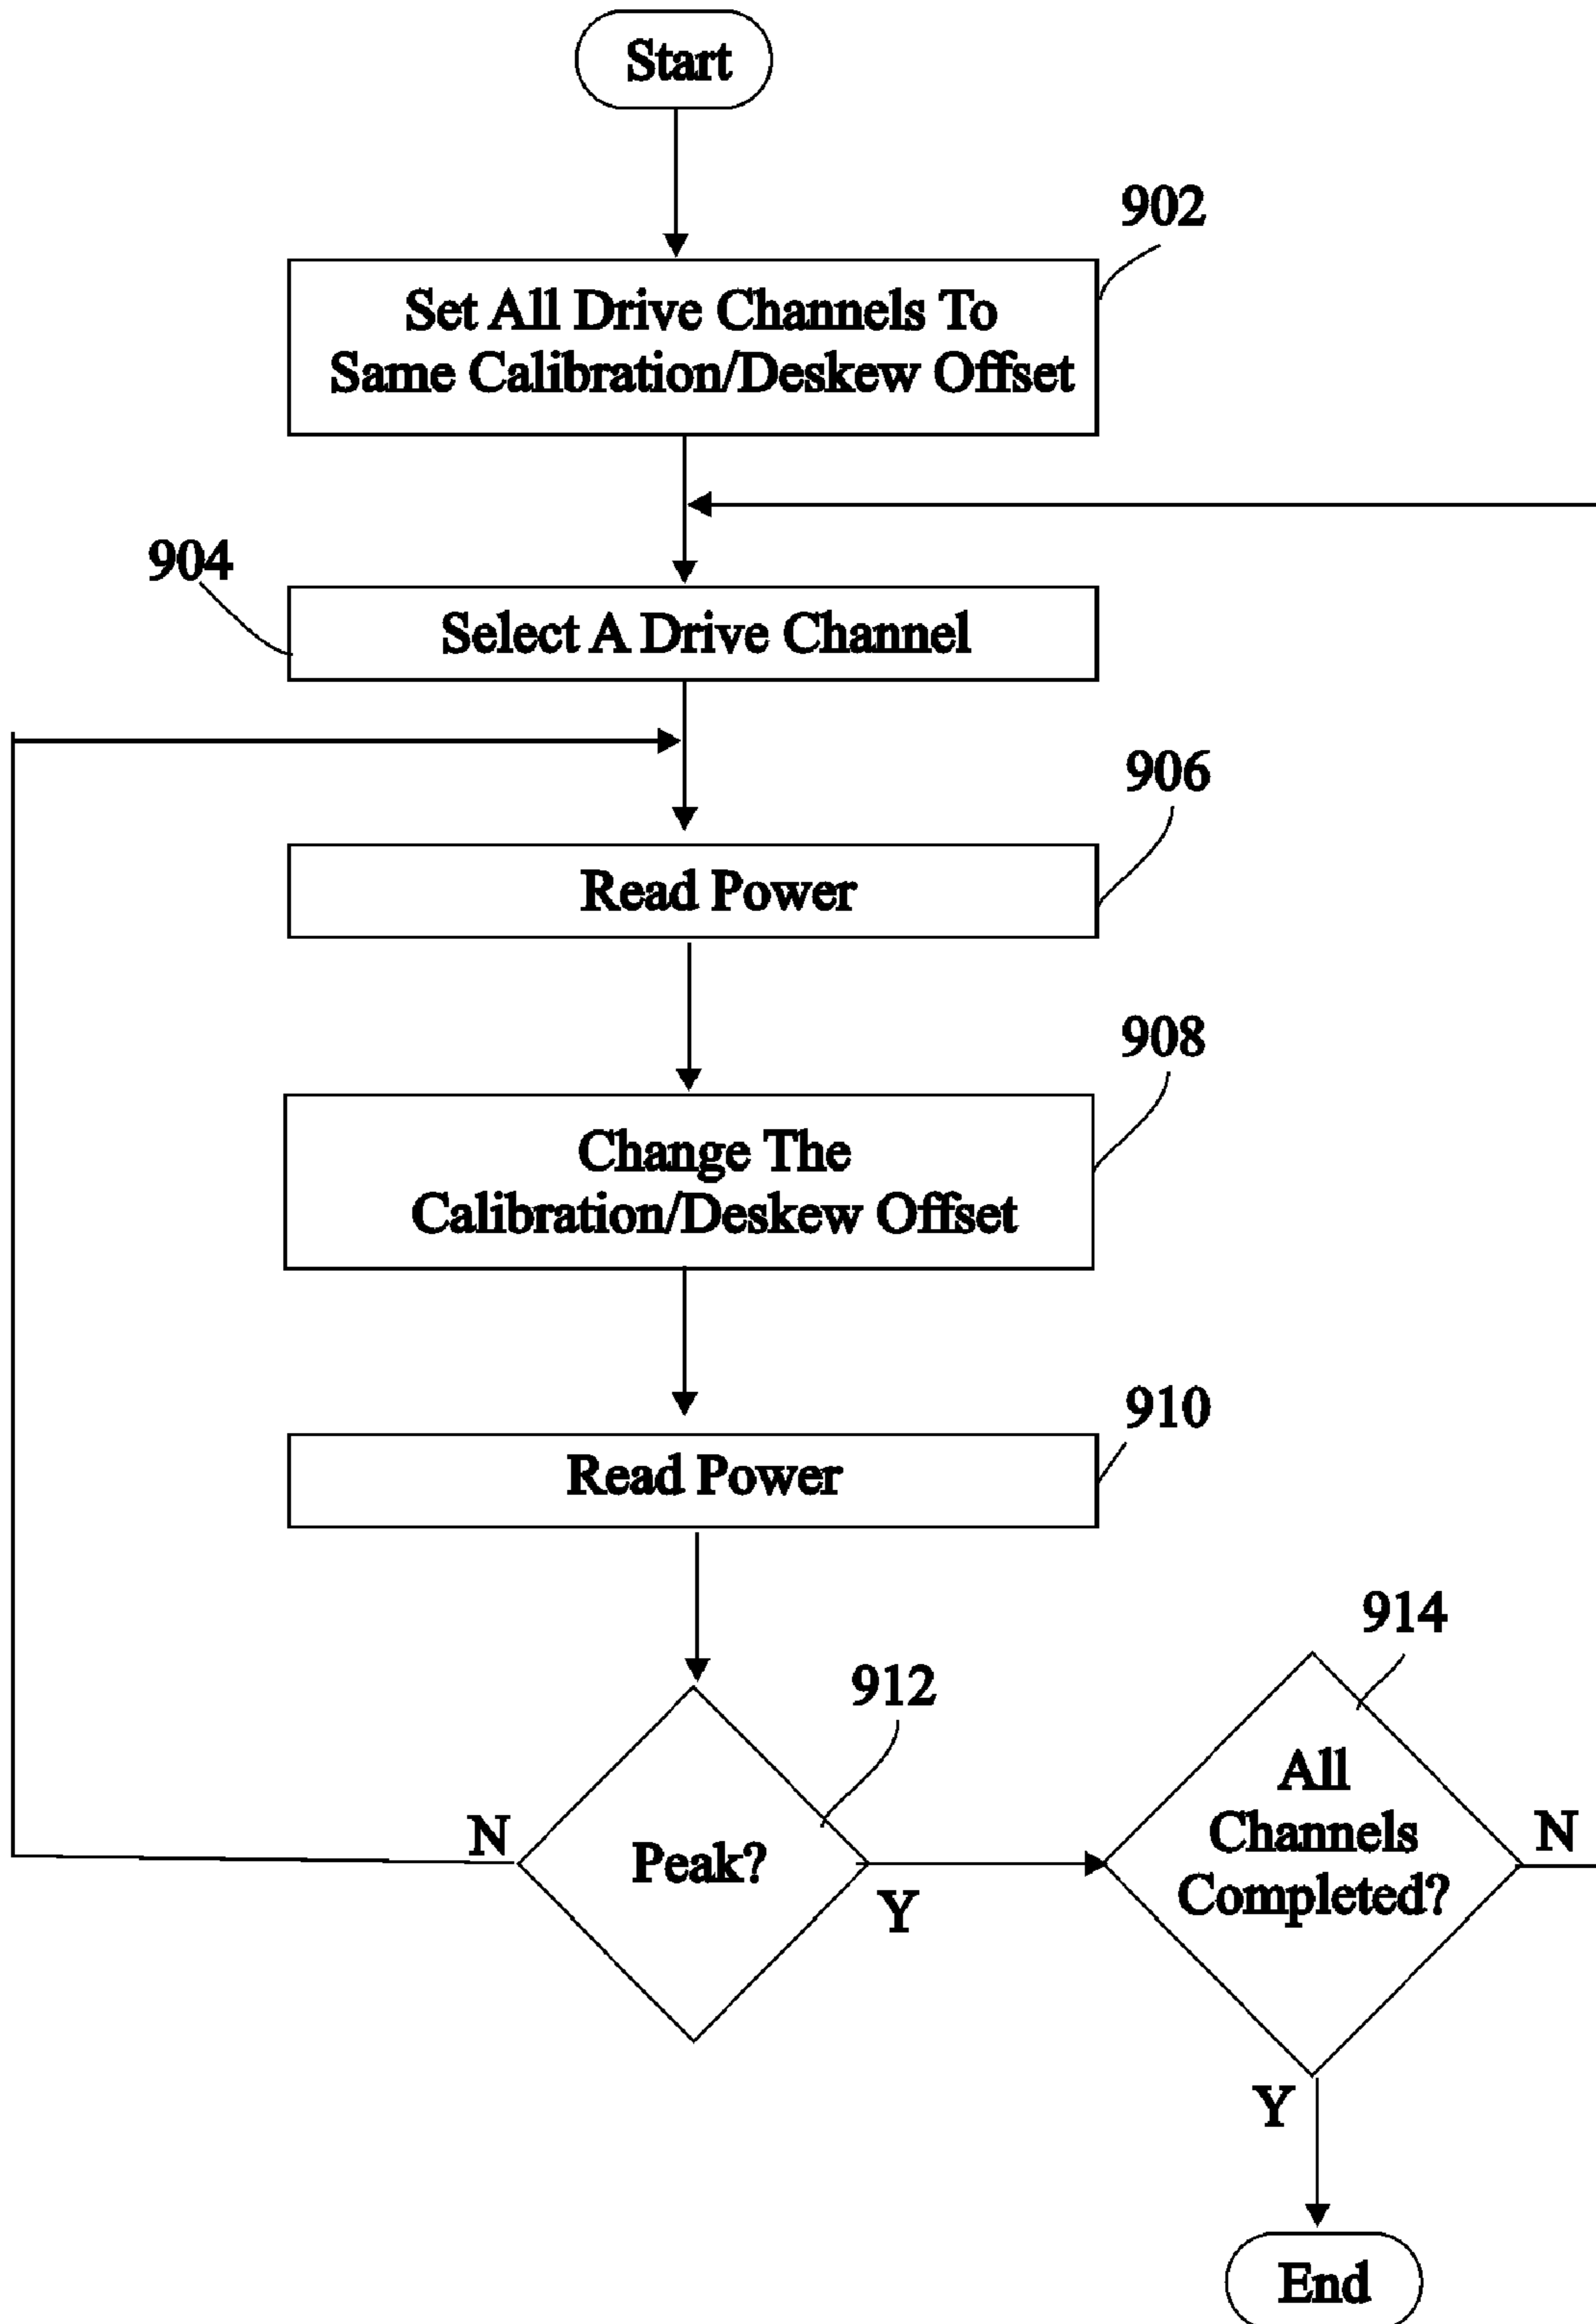 Start
902
Set All Drive Channels To
Same Calibration/Deskew Offset
904
Select A Drive Channel
906
Read Power
908
Change The
Calibration/Deskew Offset
910
Read Power
914
912
All
Channels
Completed?
N
Peak?
N
Y
Y
End